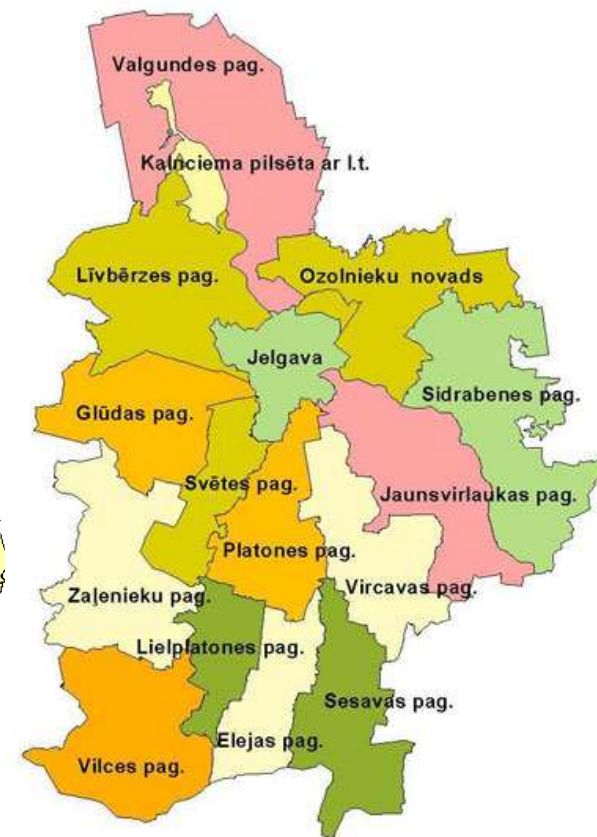 Valgundes pag.
Kalnciema pilsēta ar l.t.
Līvbērzes pag.
Ozolnieku novads
Jelgava
Sidrabenes pag.
Glūdas pag.
Svētes pag.
Jaunsvirlaukas pag.
Platones pag.
Vircavas pag.
Zaļenieku pag.
Lielplatones pag.
Sesavas pag.
Elejas pag.
Vilces pag.